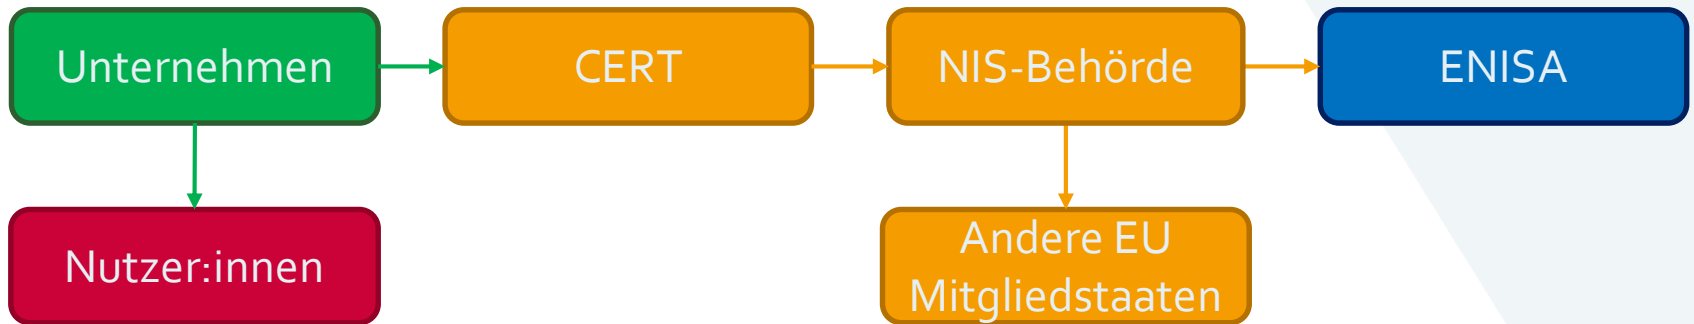 Unternehmen
CERT
NIS-Behörde
ENISA
Nutzer:innen
Andere EU
Mitgliedstaaten